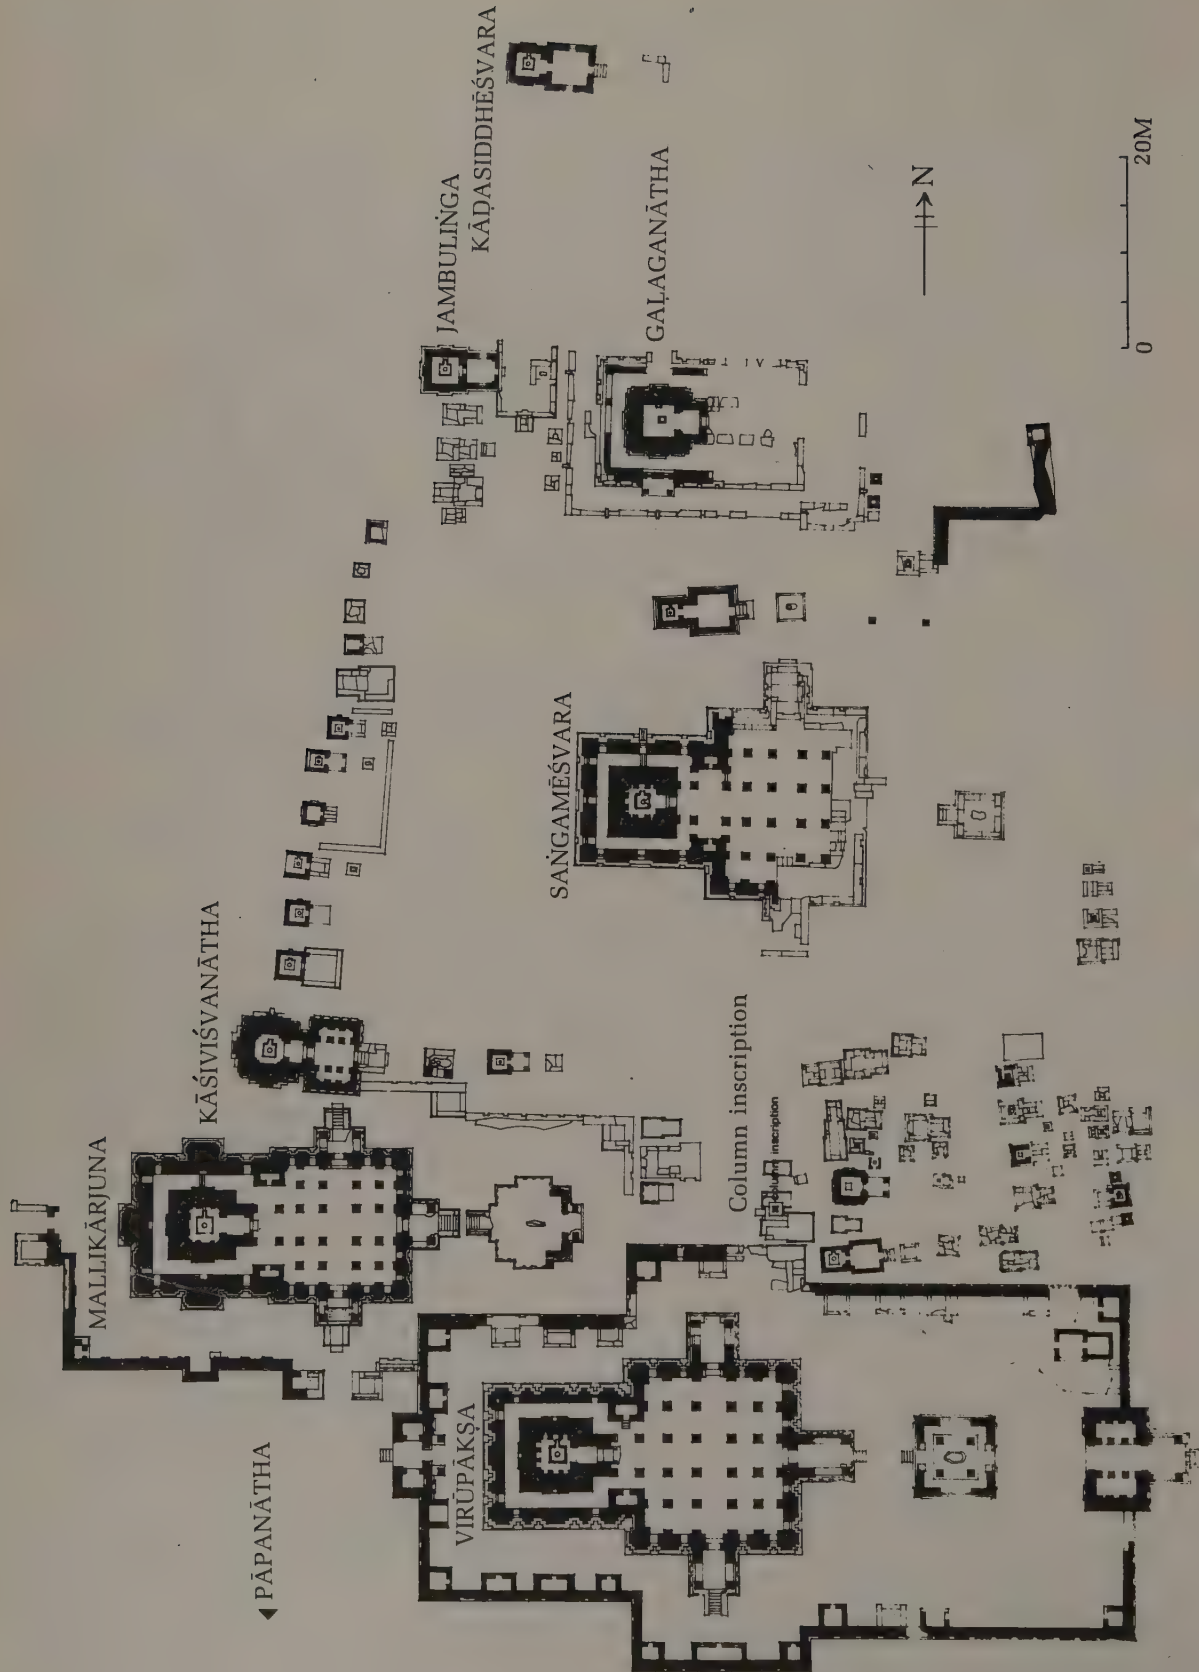 KĀḌASIDDHĒŚVARA
JAMBULIṄGA
GAḶAGANĀTHA
N
0 20M
SAṄGAMĒŚVARA
KĀŚIVIŚVANĀTHA
MALLIKĀRJUNA
Column inscription
column inscription
VIRŪPĀKṢA
PĀPANĀTHA